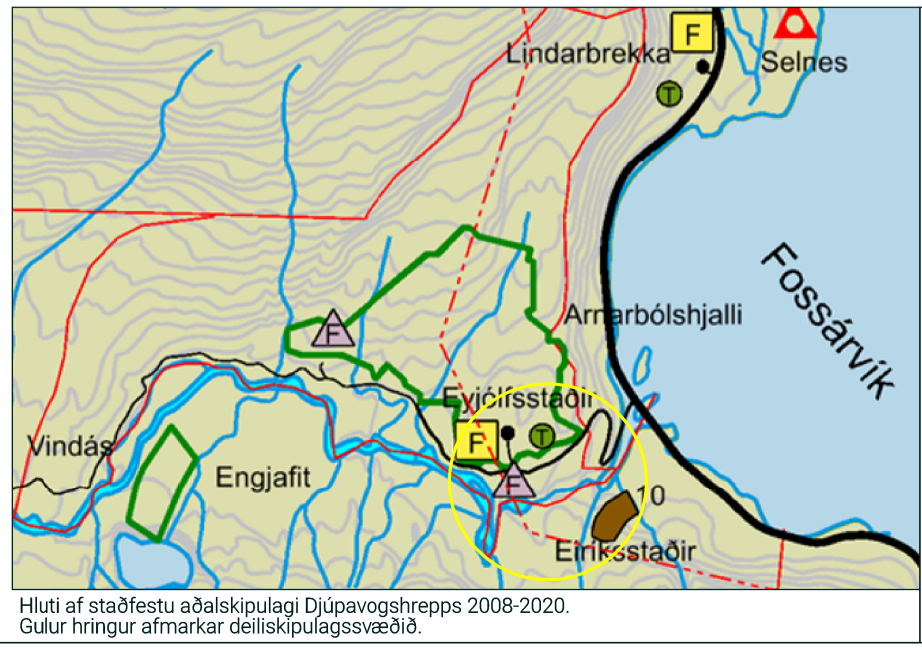 F
Lindarbrekka
Selnes
T
Fossárvík
Arnarbólshjalli
F
Eyjólfsstaðir
F
T
Vindás
Engjafit
F
10
Eiríksstaðir
Hluti af staðfestu aðalskipulagi Djúpavogshrepps 2008-2020.
Gulur hringur afmarkar deiliskipulagssvæðið.